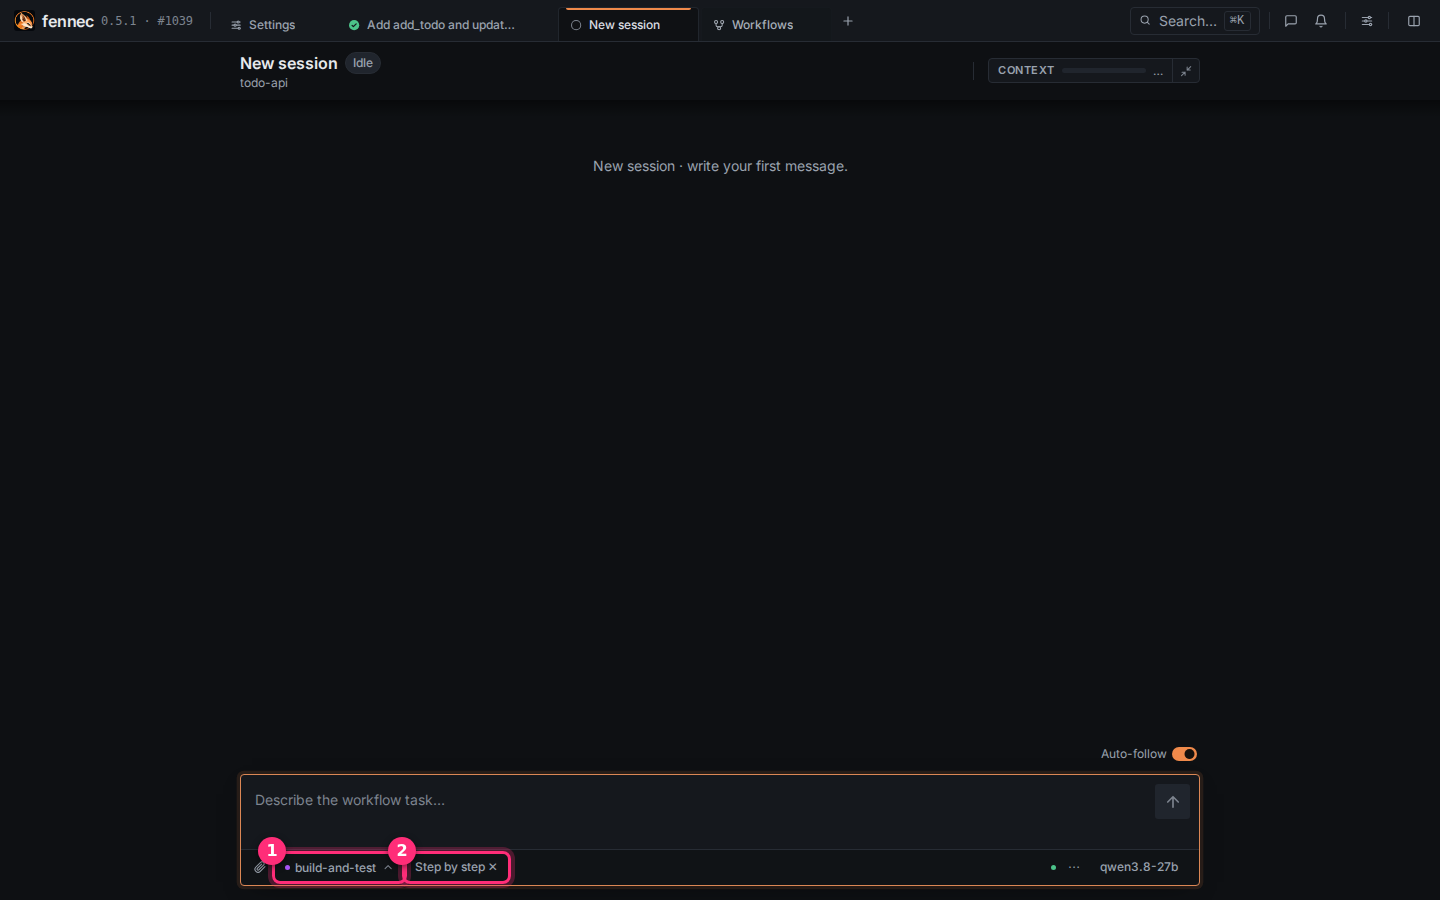 fennec 0.5.1 · #1039
Settings
Add add_todo and updat...
New session
Workflows
Search... ⌘K
New session Idle
todo-api
CONTEXT ...
New session · write your first message.
Auto-follow
Describe the workflow task...
1 build-and-test
2 Step by step ×
··· qwen3.8-27b